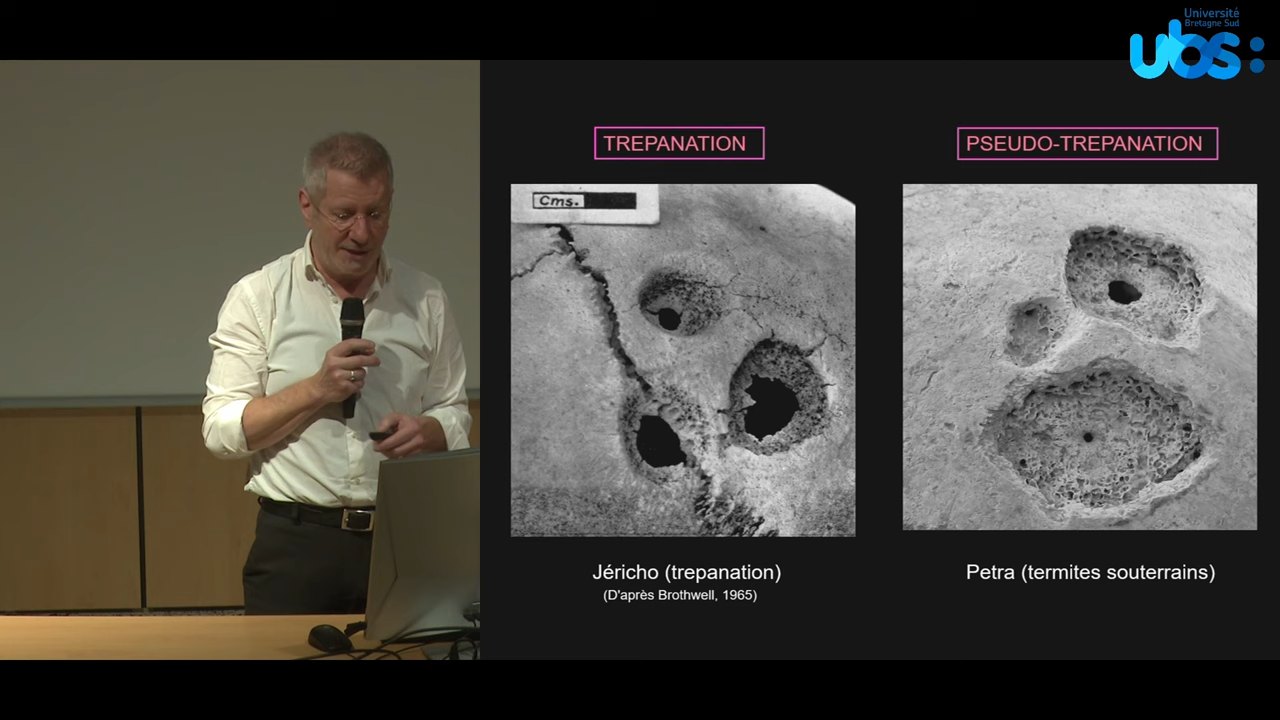 Université
Bretagne Sud
ubs:
TREPANATION
PSEUDO-TREPANATION
Cms.
Jéricho (trepanation)
(D'après Brothwell, 1965)
Petra (termites souterrains)